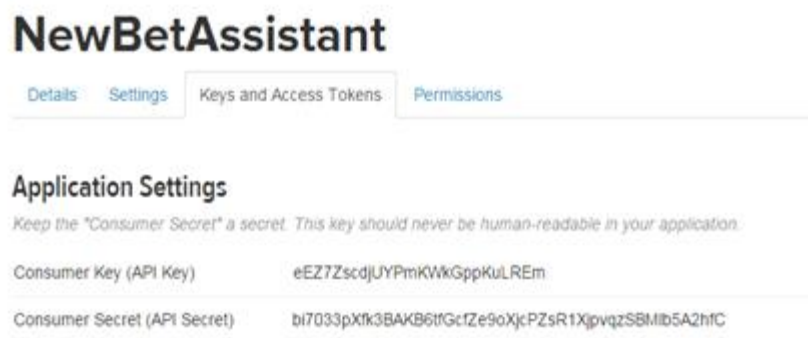 NewBetAssistant
Details Settings Keys and Access Tokens Permissions
Application Settings
Keep the "Consumer Secret" a secret. This key should never be human-readable in your application.
Consumer Key (API Key) eEZ7ZscdjUYPmKWkGppKuLREm
Consumer Secret (API Secret)